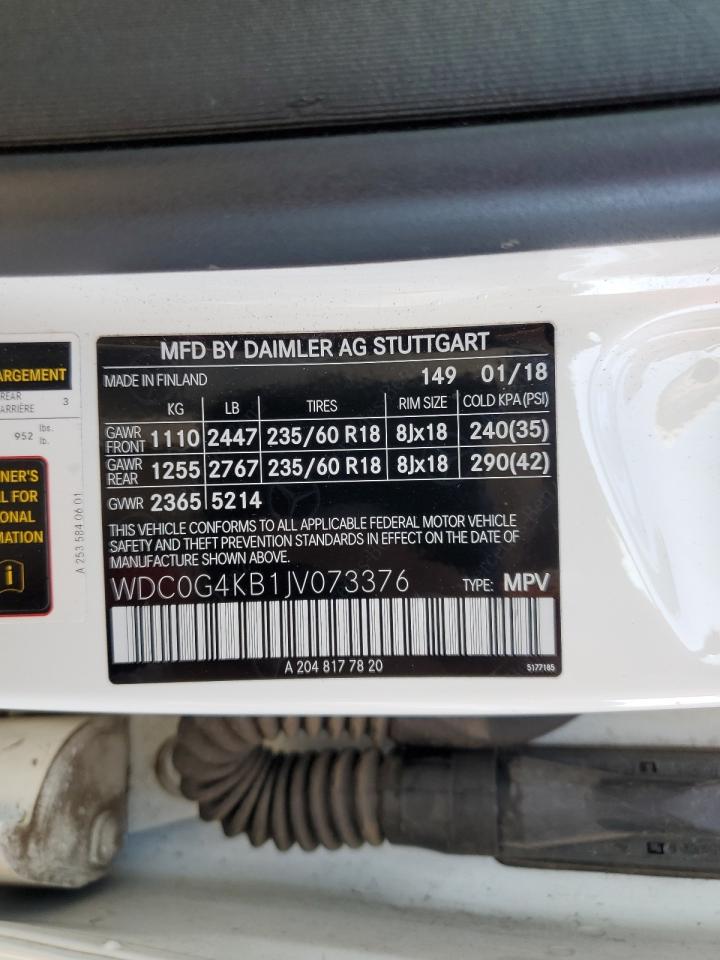 ARGEMENT
REAR
ARRIÈRE 3
952 lbs.
lb.
NER'S
L FOR
ONAL
MATION
i
A 253 584 06 01
MFD BY DAIMLER AG STUTTGART
MADE IN FINLAND 149 01/18
KG LB TIRES RIM SIZE COLD KPA (PSI)
GAWR FRONT 1110 2447 235/60 R18 8Jx18 240(35)
GAWR REAR 1255 2767 235/60 R18 8Jx18 290(42)
GVWR 2365 5214
THIS VEHICLE CONFORMS TO ALL APPLICABLE FEDERAL MOTOR VEHICLE
SAFETY AND THEFT PREVENTION STANDARDS IN EFFECT ON THE DATE OF
MANUFACTURE SHOWN ABOVE.
WDC0G4KB1JV073376 TYPE: MPV
A 204 817 78 20 5177185